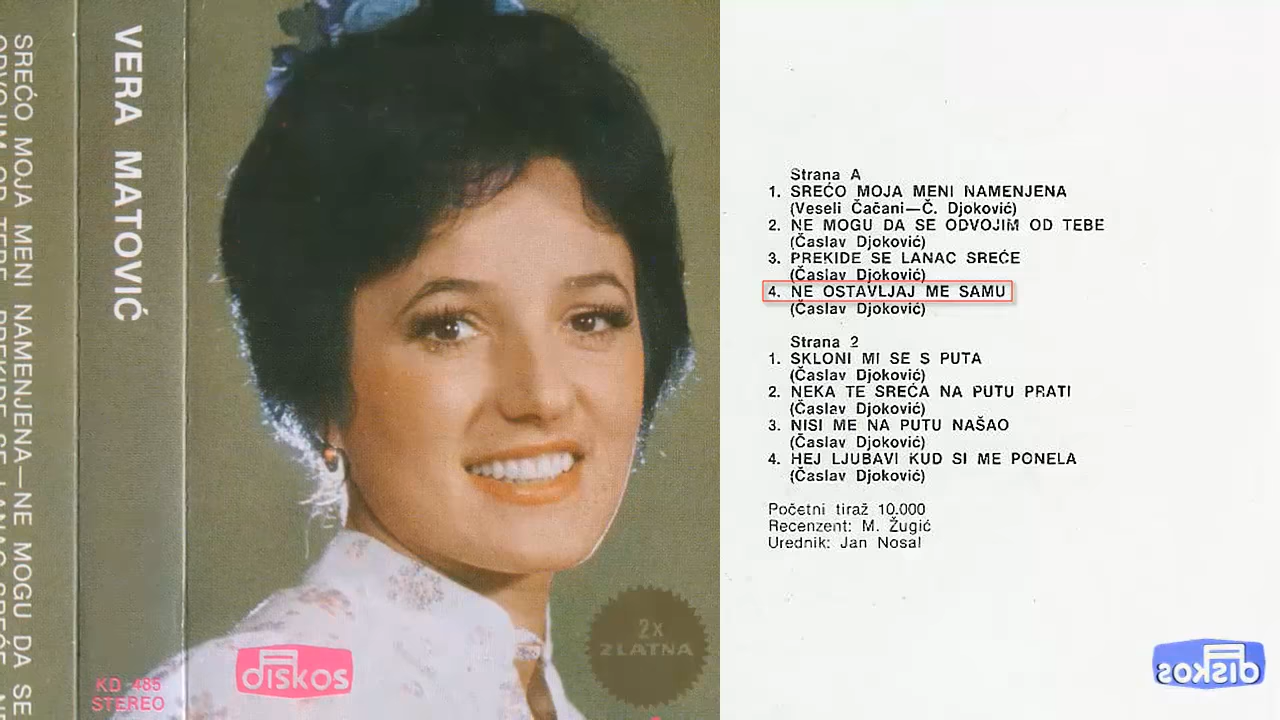 VERA MATOVIĆ
SREĆO MOJA MENI NAMENJENA—NE MOGU DA SE
ODVOJIM OD TEBE
KD 485
STEREO
diskos
2x
ZLATNA
Strana A
1. SREĆO MOJA MENI NAMENJENA
(Veseli Čačani—Č. Djoković)
2. NE MOGU DA SE ODVOJIM OD TEBE
(Časlav Djoković)
3. PREKIDE SE LANAC SREĆE
(Časlav Djoković)
4. NE OSTAVLJAJ ME SAMU
(Časlav Djoković)
Strana 2
1. SKLONI MI SE S PUTA
(Časlav Djoković)
2. NEKA TE SREĆA NA PUTU PRATI
(Časlav Djoković)
3. NISI ME NA PUTU NAŠAO
(Časlav Djoković)
4. HEJ LJUBAVI KUD SI ME PONELA
(Časlav Djoković)
Početni tiraž 10.000
Recenzent: M. Žugić
Urednik: Jan Nosal
diskos